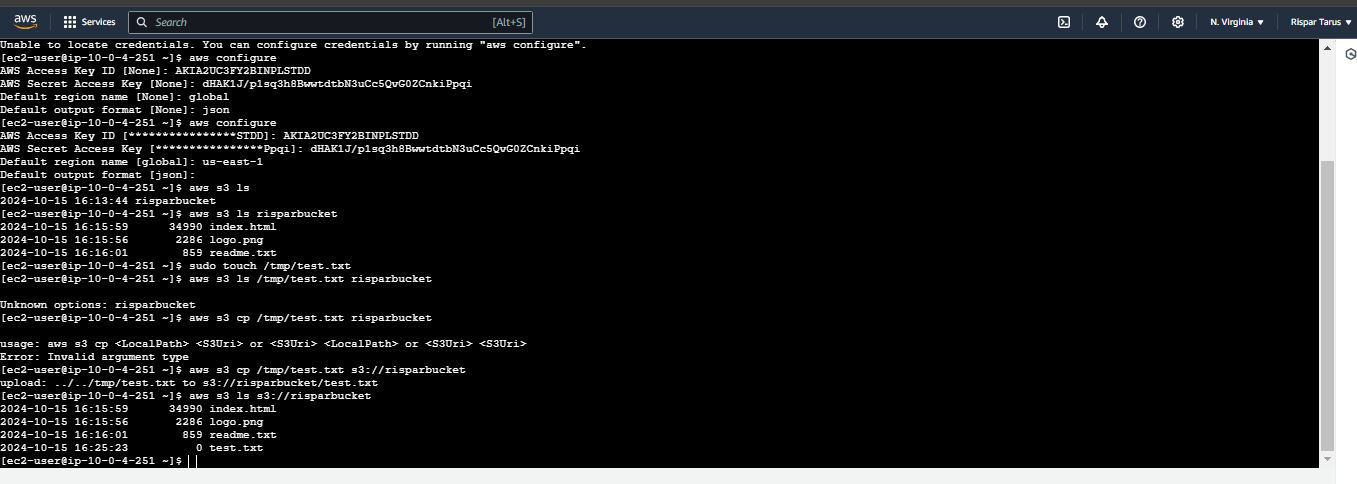 aws
Services
Search
[Alt+S]
N. Virginia
Rispar Tarus
Unable to locate credentials. You can configure credentials by running "aws configure".
[ec2-user@ip-10-0-4-251 ~]$ aws configure
AWS Access Key ID [None]: AKIA2UC3FY2BINPLSTDD
AWS Secret Access Key [None]: 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
Default region name [None]: global
Default output format [None]: json
[ec2-user@ip-10-0-4-251 ~]$ aws configure
AWS Access Key ID [****************STDD]: AKIA2UC3FY2BINPLSTDD
AWS Secret Access Key [****************Ppqi]: 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
Default region name [global]: us-east-1
Default output format [json]:
[ec2-user@ip-10-0-4-251 ~]$ aws s3 ls
2024-10-15 16:13:44 risparbucket
[ec2-user@ip-10-0-4-251 ~]$ aws s3 ls risparbucket
2024-10-15 16:15:59      34990 index.html
2024-10-15 16:15:56       2286 logo.png
2024-10-15 16:16:01        859 readme.txt
[ec2-user@ip-10-0-4-251 ~]$ sudo touch /tmp/test.txt
[ec2-user@ip-10-0-4-251 ~]$ aws s3 ls /tmp/test.txt risparbucket
Unknown options: risparbucket
[ec2-user@ip-10-0-4-251 ~]$ aws s3 cp /tmp/test.txt risparbucket
usage: aws s3 cp <LocalPath> <S3Uri> or <S3Uri> <LocalPath> or <S3Uri> <S3Uri>
Error: Invalid argument type
[ec2-user@ip-10-0-4-251 ~]$ aws s3 cp /tmp/test.txt s3://risparbucket
upload: ../../tmp/test.txt to s3://risparbucket/test.txt
[ec2-user@ip-10-0-4-251 ~]$ aws s3 ls s3://risparbucket
2024-10-15 16:15:59      34990 index.html
2024-10-15 16:15:56       2286 logo.png
2024-10-15 16:16:01        859 readme.txt
2024-10-15 16:25:23          0 test.txt
[ec2-user@ip-10-0-4-251 ~]$